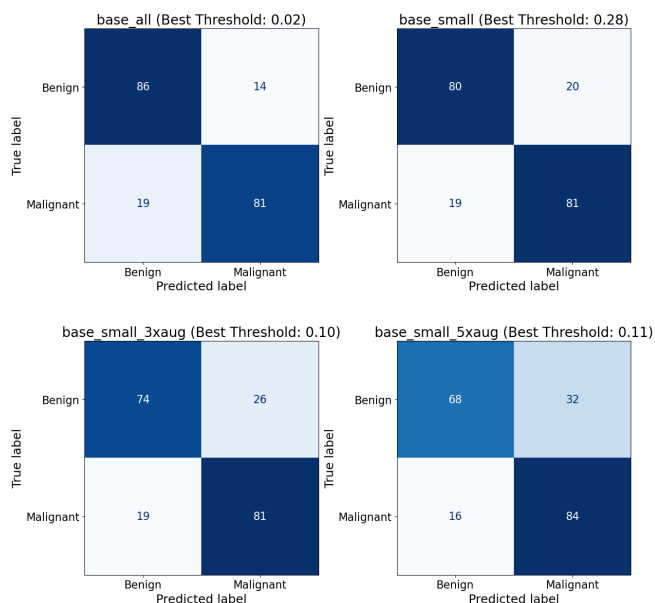 base_all (Best Threshold: 0.02)
Benign
86
14
True label
Malignant
19
81
Benign
Malignant
Predicted label
base_small (Best Threshold: 0.28)
Benign
80
20
True label
Malignant
19
81
Benign
Malignant
Predicted label
base_small_3xaug (Best Threshold: 0.10)
Benign
74
26
True label
Malignant
19
81
Benign
Malignant
Predicted label
base_small_5xaug (Best Threshold: 0.11)
Benign
68
32
True label
Malignant
16
84
Benign
Malignant
Predicted label